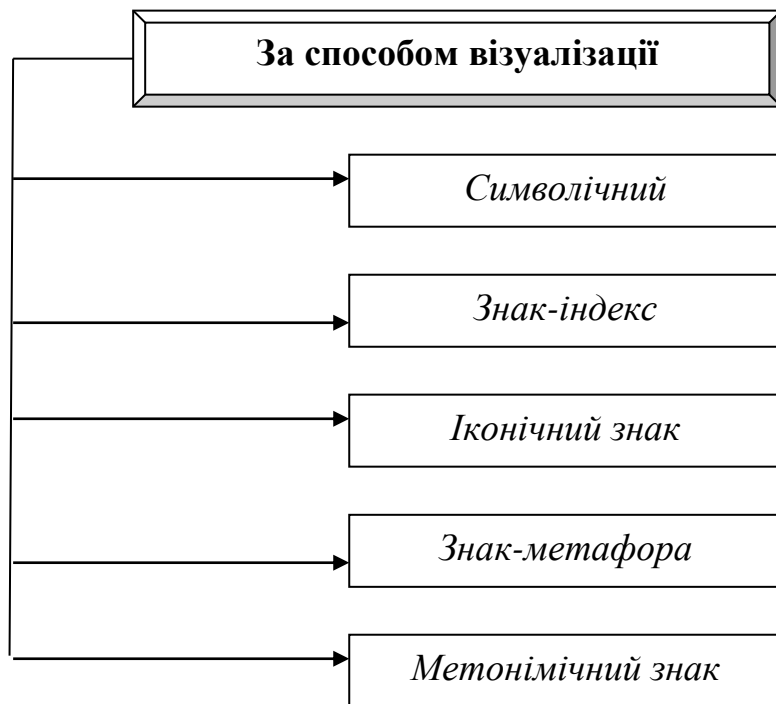 За способом візуалізації
Символічний
Знак-індекс
Іконічний знак
Знак-метафора
Метонімічний знак